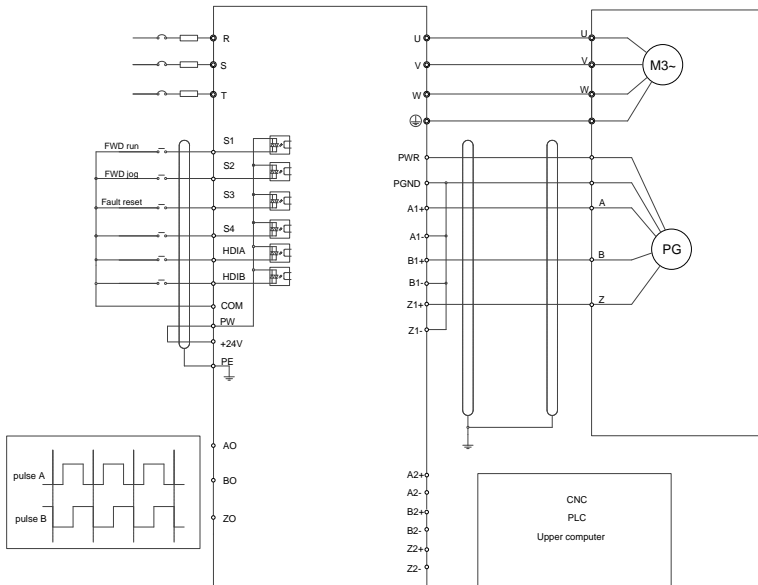 R
S
T
FWD run
FWD jog
Fault reset
S1
S2
S3
S4
HDIA
HDIB
COM
PW
+24V
PE
AO
BO
ZO
pulse A
pulse B
U
V
W
PWR
PGND
A1+
A1-
B1+
B1-
Z1+
Z1-
A2+
A2-
B2+
B2-
Z2+
Z2-
U
V
W
M3~
A
B
Z
PG
CNC
PLC
Upper computer